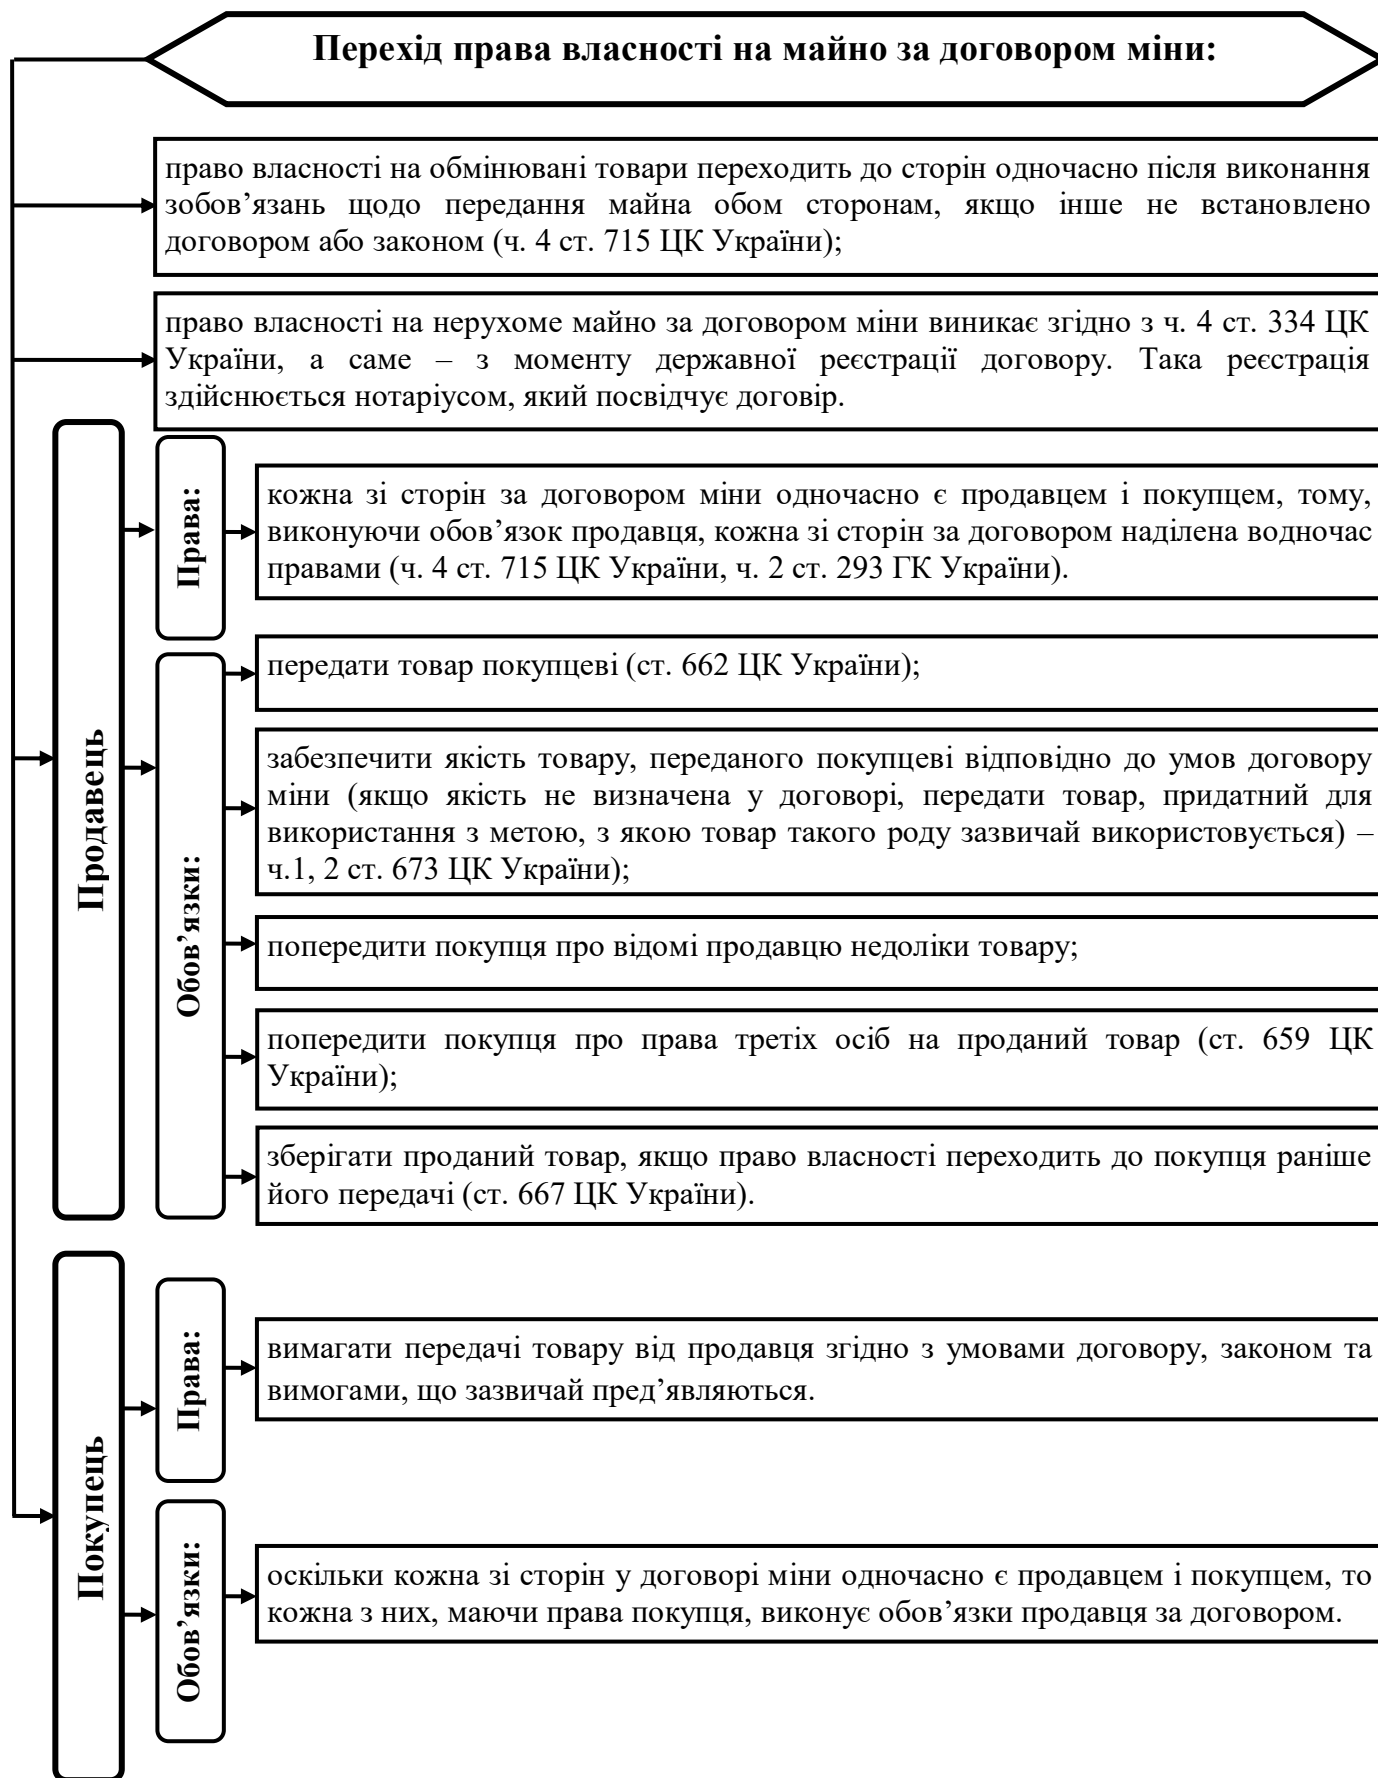 Перехід права власності на майно за договором міни:
право власності на обмінювані товари переходить до сторін одночасно після виконання
зобов’язань щодо передання майна обом сторонам, якщо інше не встановлено
договором або законом (ч. 4 ст. 715 ЦК України);
право власності на нерухоме майно за договором міни виникає згідно з ч. 4 ст. 334 ЦК
України, а саме – з моменту державної реєстрації договору. Така реєстрація
здійснюється нотаріусом, який посвідчує договір.
Продавець
Права:
кожна зі сторін за договором міни одночасно є продавцем і покупцем, тому,
виконуючи обов’язок продавця, кожна зі сторін за договором наділена водночас
правами (ч. 4 ст. 715 ЦК України, ч. 2 ст. 293 ГК України).
Обов’язки:
передати товар покупцеві (ст. 662 ЦК України);
забезпечити якість товару, переданого покупцеві відповідно до умов договору
міни (якщо якість не визначена у договорі, передати товар, придатний для
використання з метою, з якою товар такого роду зазвичай використовується) –
ч.1, 2 ст. 673 ЦК України);
попередити покупця про відомі продавцю недоліки товару;
попередити покупця про права третіх осіб на проданий товар (ст. 659 ЦК
України);
зберігати проданий товар, якщо право власності переходить до покупця раніше
його передачі (ст. 667 ЦК України).
Покупець
Права:
вимагати передачі товару від продавця згідно з умовами договору, законом та
вимогами, що зазвичай пред’являються.
Обов’язки:
оскільки кожна зі сторін у договорі міни одночасно є продавцем і покупцем, то
кожна з них, маючи права покупця, виконує обов’язки продавця за договором.